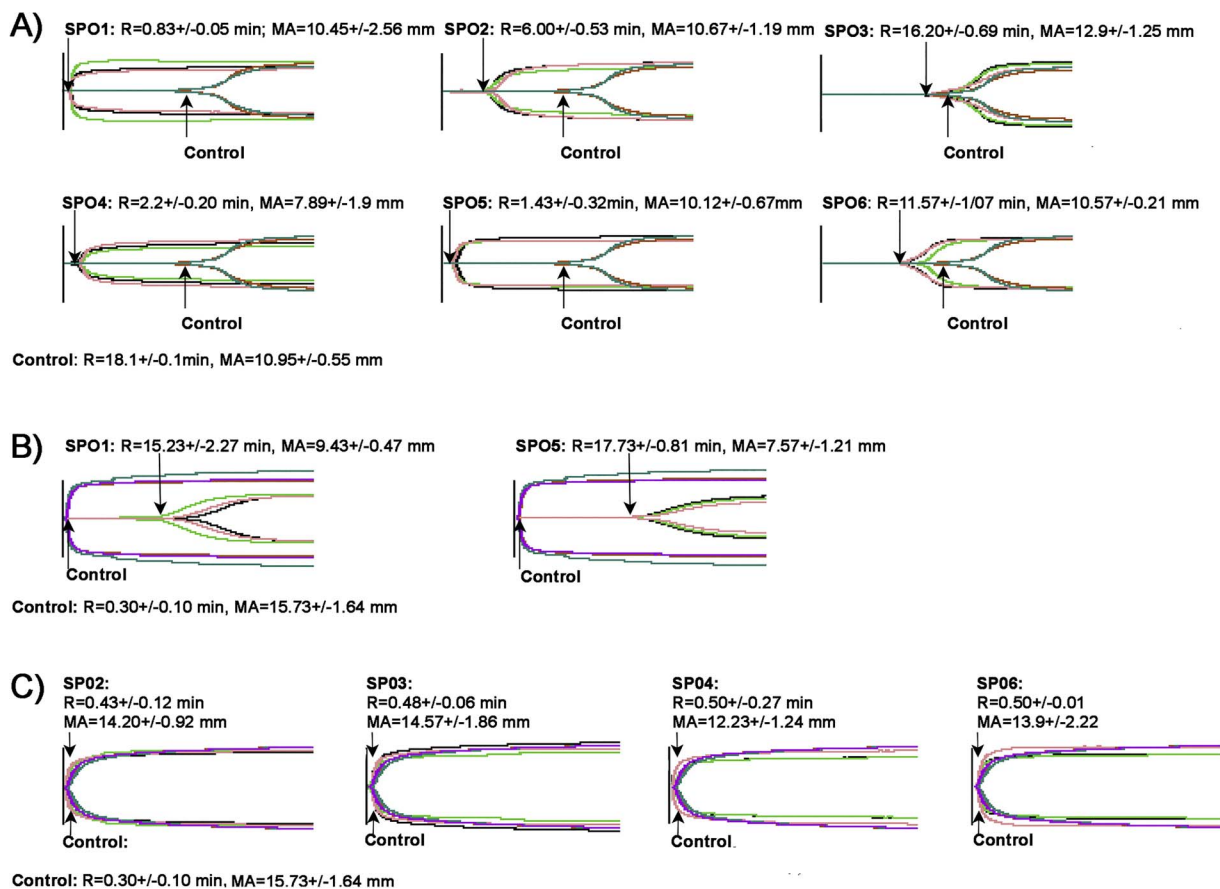 A)
SPO1: R=0.83+/-0.05 min; MA=10.45+-2.56 mm
SPO2: R=6.00+/-0.53 min, MA=10.67+-1.19 mm
SPO3: R=16.20+/-0.69 min, MA=12.9+/-1.25 mm
Control
Control
Control
SPO4: R=2.2+/-0.20 min, MA=7.89+/-1.9 mm
SPO5: R=1.43+/-0.32min, MA=10.12+/-0.67mm
SPO6: R=11.57+-1/07 min, MA=10.57+/-0.21 mm
Control
Control
Control
Control: R=18.1+/-0.1min, MA=10.95+/-0.55 mm
B)
SPO1: R=15.23+/-2.27 min, MA=9.43+/-0.47 mm
SPO5: R=17.73+/-0.81 min, MA=7.57+/-1.21 mm
Control
Control
Control: R=0.30+/-0.10 min, MA=15.73+/-1.64 mm
C)
SP02:
R=0.43+/-0.12 min
MA=14.20+/-0.92 mm
SP03:
R=0.48+/-0.06 min
MA=14.57+/-1.86 mm
SP04:
R=0.50+/-0.27 min
MA=12.23+/-1.24 mm
SP06:
R=0.50+/-0.01
MA=13.9+/-2.22
Control:
Control
Control
Control
Control: R=0.30+/-0.10 min, MA=15.73+/-1.64 mm